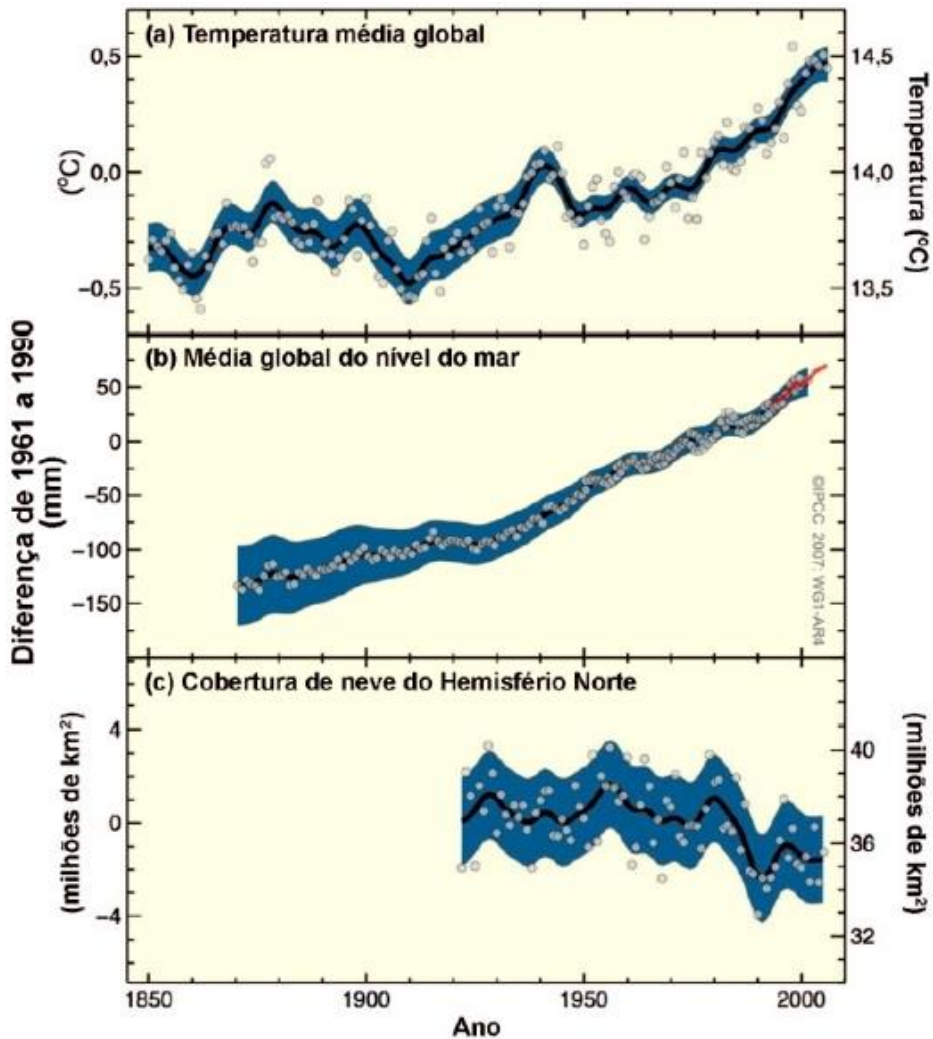 (a) Temperatura média global
0,5
0,0
−0,5
(ºC)
14,5
14,0
13,5
Temperatura (ºC)
Diferença de 1961 a 1990
(b) Média global do nível do mar
50
0
−50
−100
−150
(mm)
©IPCC 2007: WG1-AR4
(c) Cobertura de neve do Hemisfério Norte
4
0
−4
(milhões de km²)
40
36
32
(milhões de km²)
1850
1900
1950
2000
Ano